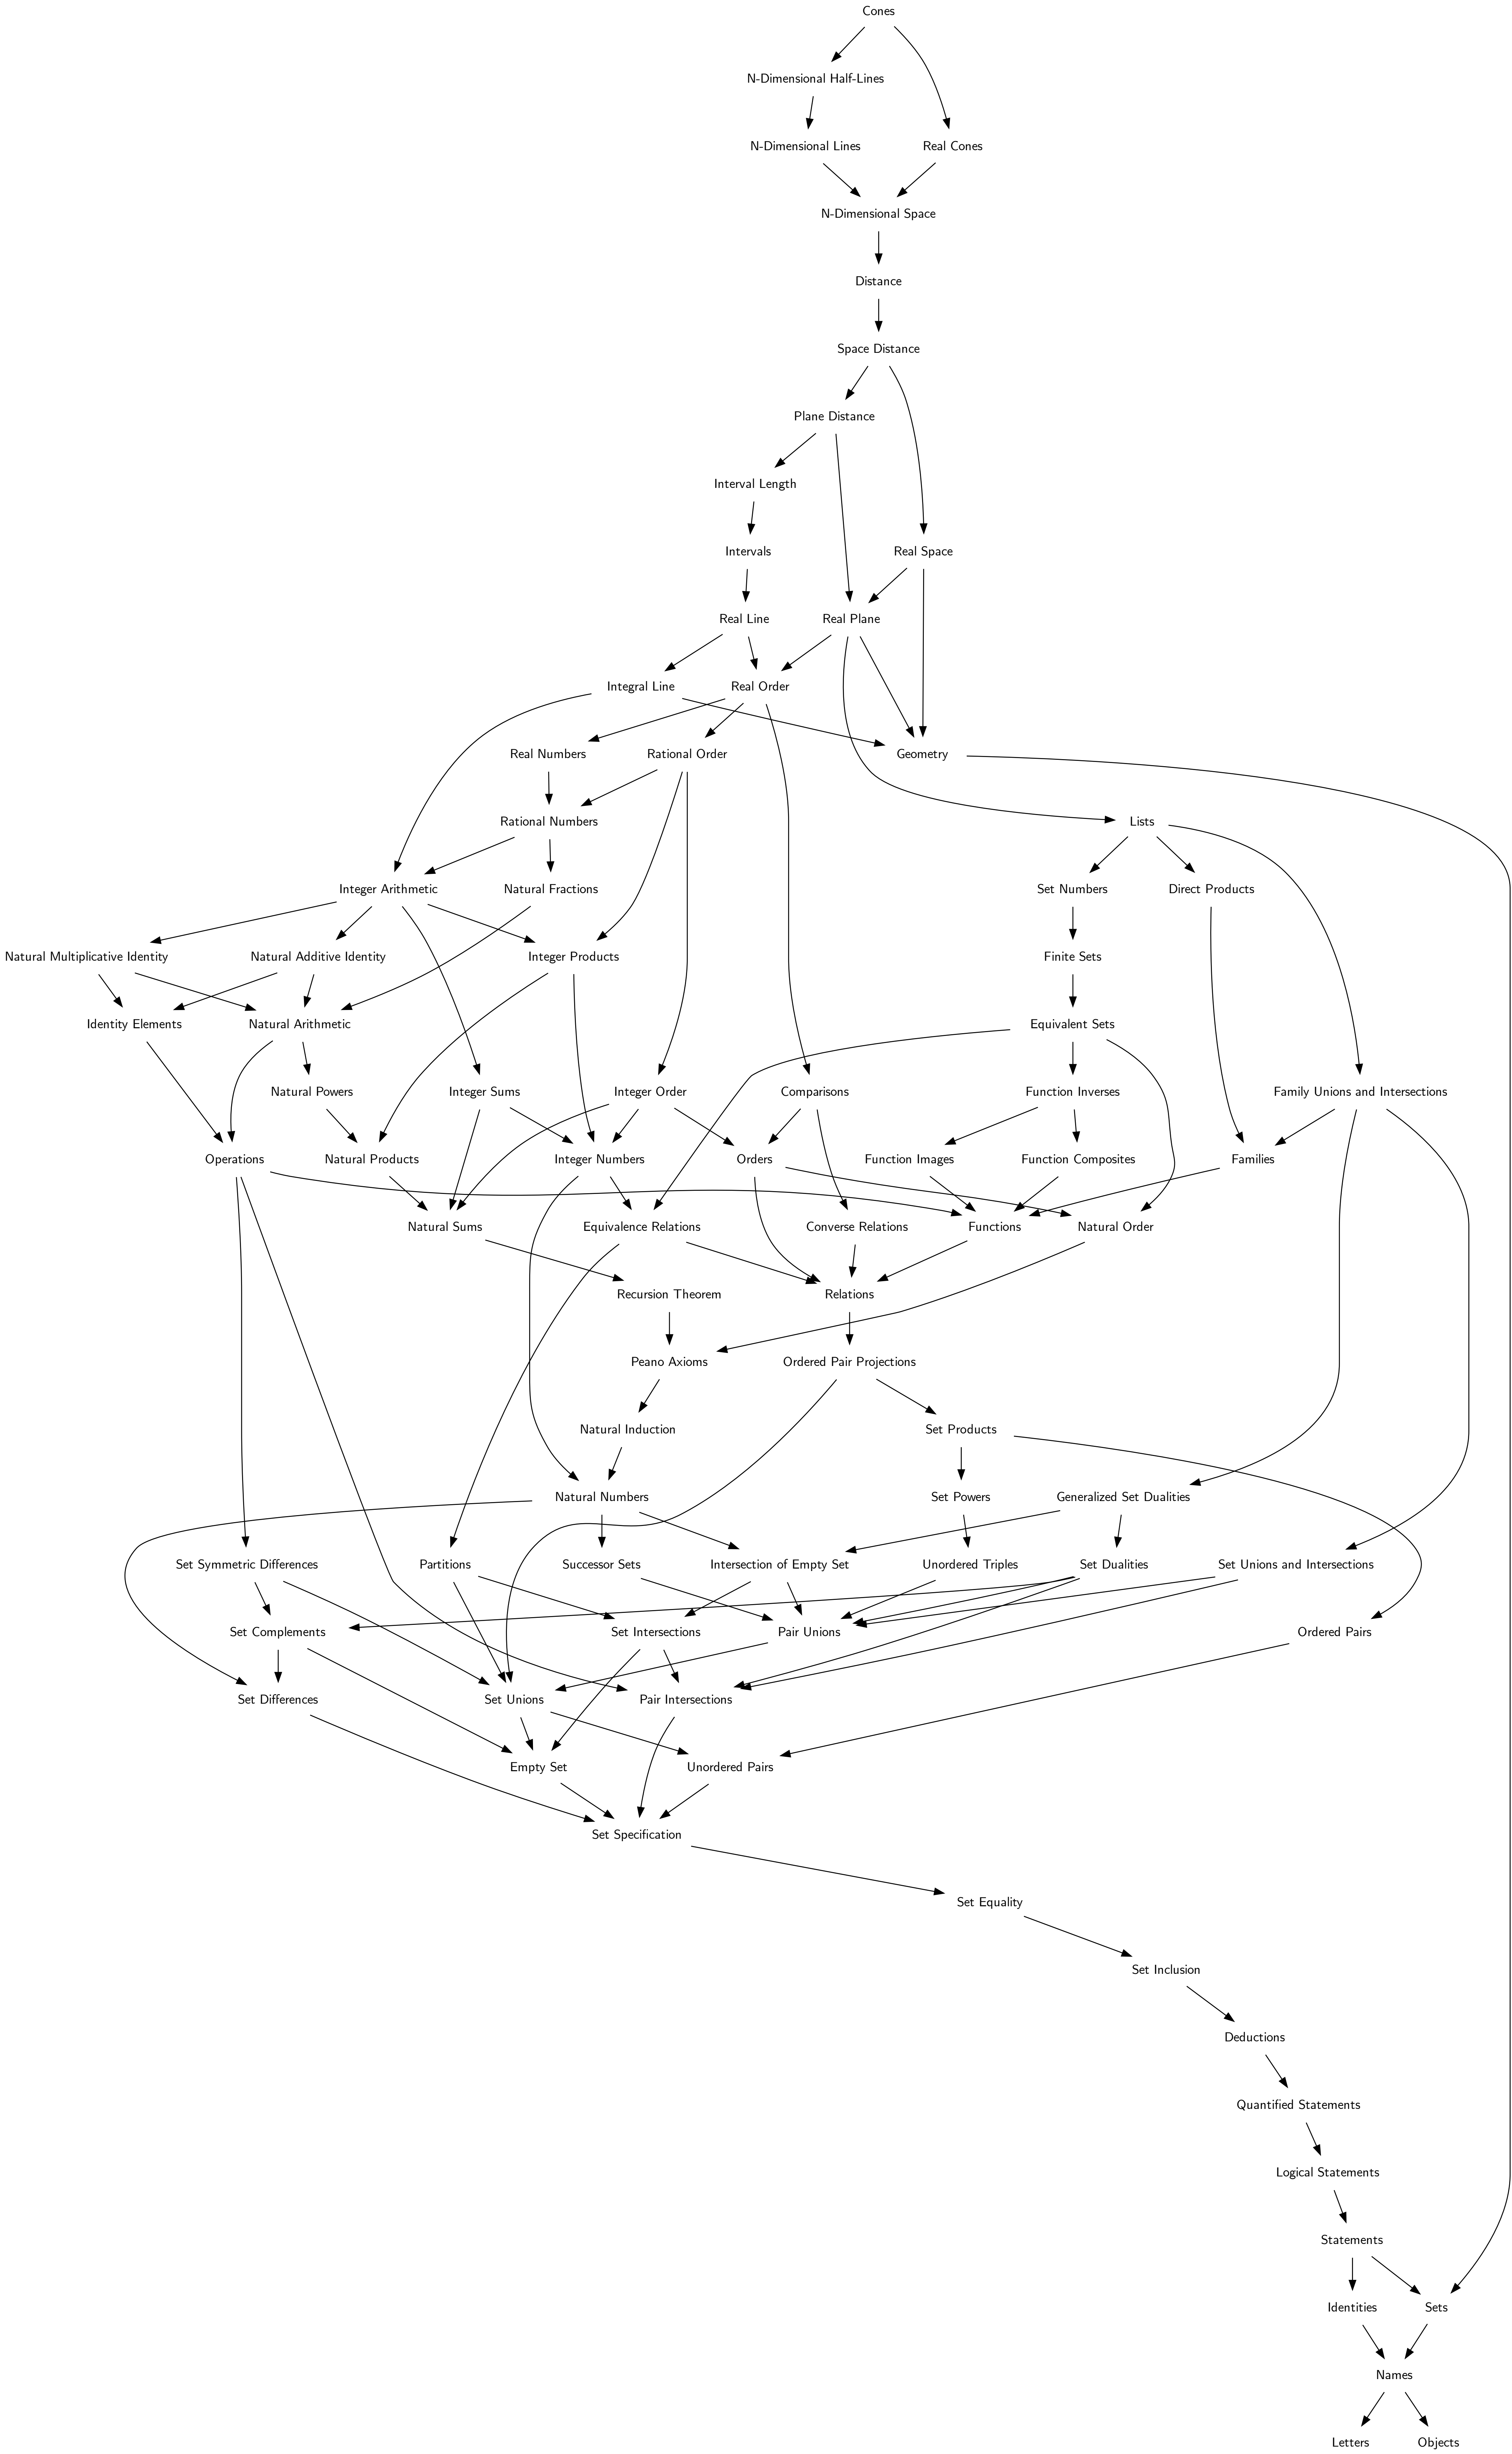 Cones
N-Dimensional Half-Lines
N-Dimensional Lines
Real Cones
N-Dimensional Space
Distance
Space Distance
Plane Distance
Interval Length
Intervals
Real Space
Real Line
Real Plane
Integral Line
Real Order
Real Numbers
Rational Order
Geometry
Rational Numbers
Lists
Integer Arithmetic
Natural Fractions
Set Numbers
Direct Products
Natural Multiplicative Identity
Natural Additive Identity
Integer Products
Finite Sets
Identity Elements
Natural Arithmetic
Equivalent Sets
Natural Powers
Integer Sums
Integer Order
Comparisons
Function Inverses
Family Unions and Intersections
Operations
Natural Products
Integer Numbers
Orders
Function Images
Function Composites
Families
Natural Sums
Equivalence Relations
Converse Relations
Functions
Natural Order
Recursion Theorem
Relations
Peano Axioms
Ordered Pair Projections
Natural Induction
Set Products
Natural Numbers
Set Powers
Generalized Set Dualities
Set Symmetric Differences
Partitions
Successor Sets
Intersection of Empty Set
Unordered Triples
Set Dualities
Set Unions and Intersections
Set Complements
Set Intersections
Pair Unions
Ordered Pairs
Set Differences
Set Unions
Pair Intersections
Empty Set
Unordered Pairs
Set Specification
Set Equality
Set Inclusion
Deductions
Quantified Statements
Logical Statements
Statements
Identities
Sets
Names
Letters
Objects